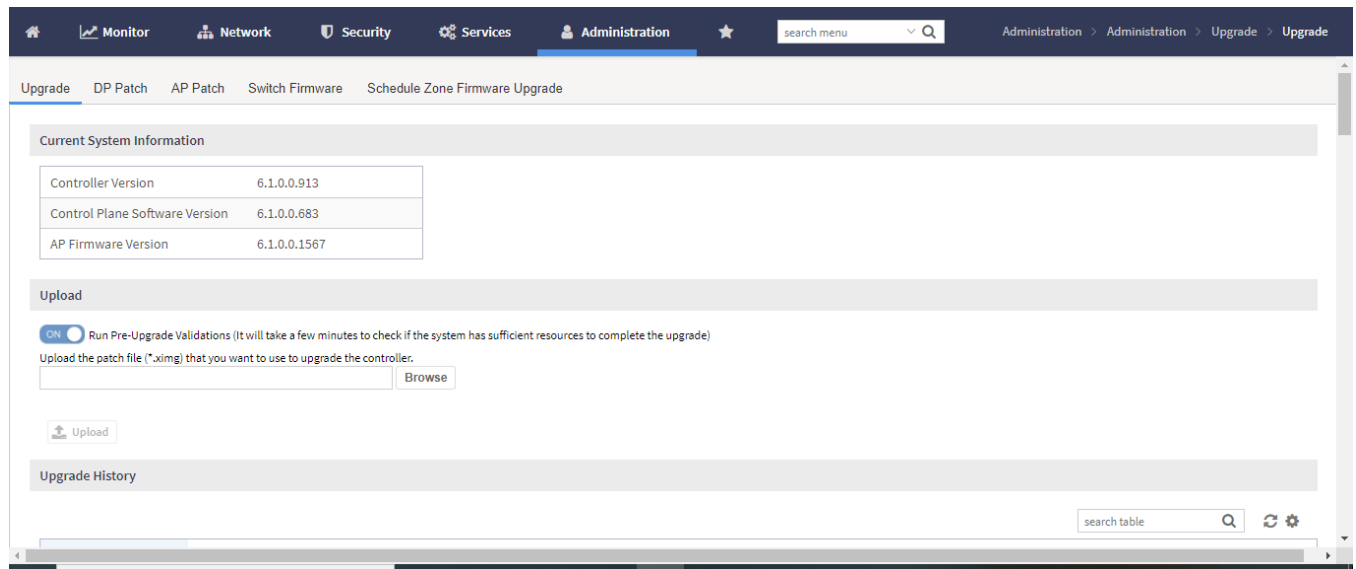 Monitor Network Security Services Administration search menu Administration > Administration > Upgrade > Upgrade
Upgrade DP Patch AP Patch Switch Firmware Schedule Zone Firmware Upgrade
Current System Information
Controller Version 6.1.0.0.913
Control Plane Software Version 6.1.0.0.683
AP Firmware Version 6.1.0.0.1567
Upload
ON Run Pre-Upgrade Validations (It will take a few minutes to check if the system has sufficient resources to complete the upgrade)
Upload the patch file (*.ximg) that you want to use to upgrade the controller.
Browse
Upload
Upgrade History
search table